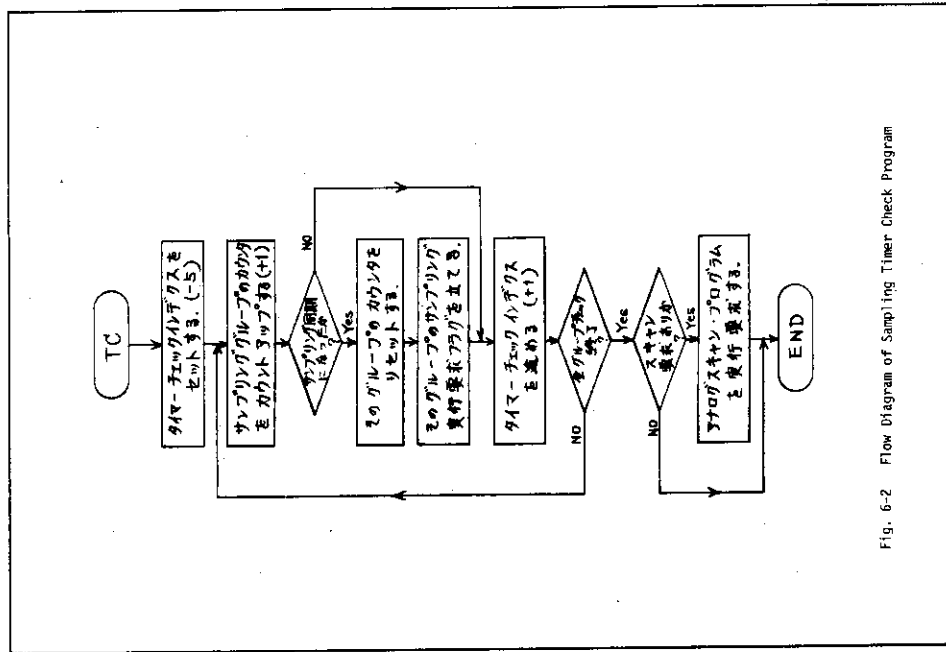 TC
タイマーチェックインデクスを
セットする.(-5)
サンプリンググループのカウンタ
をカウントアップする(+1)
サンプリング周期
になったか
?
NO
Yes
そのグループのカウンタを
リセットする.
そのグループのサンプリング
実行要求フラグを立てる.
タイマーチェックインデクス
を進める (+1)
全グループチェック
終了
?
NO
Yes
スキャン
要求ありか
?
NO
Yes
アナログスキャン・プログラム
を実行要求する.
END
Fig. 6-2 Flow Diagram of Sampling Timer Check Program